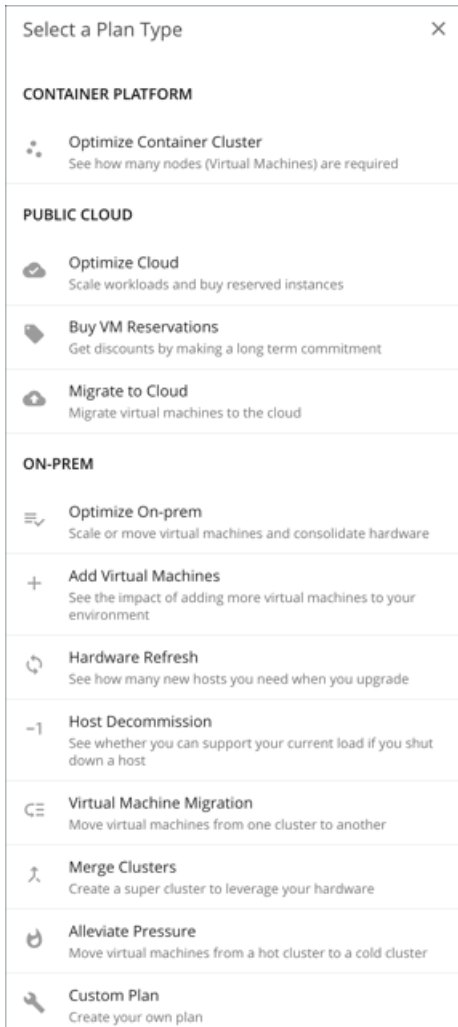 Select a Plan Type
CONTAINER PLATFORM
Optimize Container Cluster
See how many nodes (Virtual Machines) are required
PUBLIC CLOUD
Optimize Cloud
Scale workloads and buy reserved instances
Buy VM Reservations
Get discounts by making a long term commitment
Migrate to Cloud
Migrate virtual machines to the cloud
ON-PREM
Optimize On-prem
Scale or move virtual machines and consolidate hardware
Add Virtual Machines
See the impact of adding more virtual machines to your
environment
Hardware Refresh
See how many new hosts you need when you upgrade
−1 Host Decommission
See whether you can support your current load if you shut
down a host
Virtual Machine Migration
Move virtual machines from one cluster to another
Merge Clusters
Create a super cluster to leverage your hardware
Alleviate Pressure
Move virtual machines from a hot cluster to a cold cluster
Custom Plan
Create your own plan